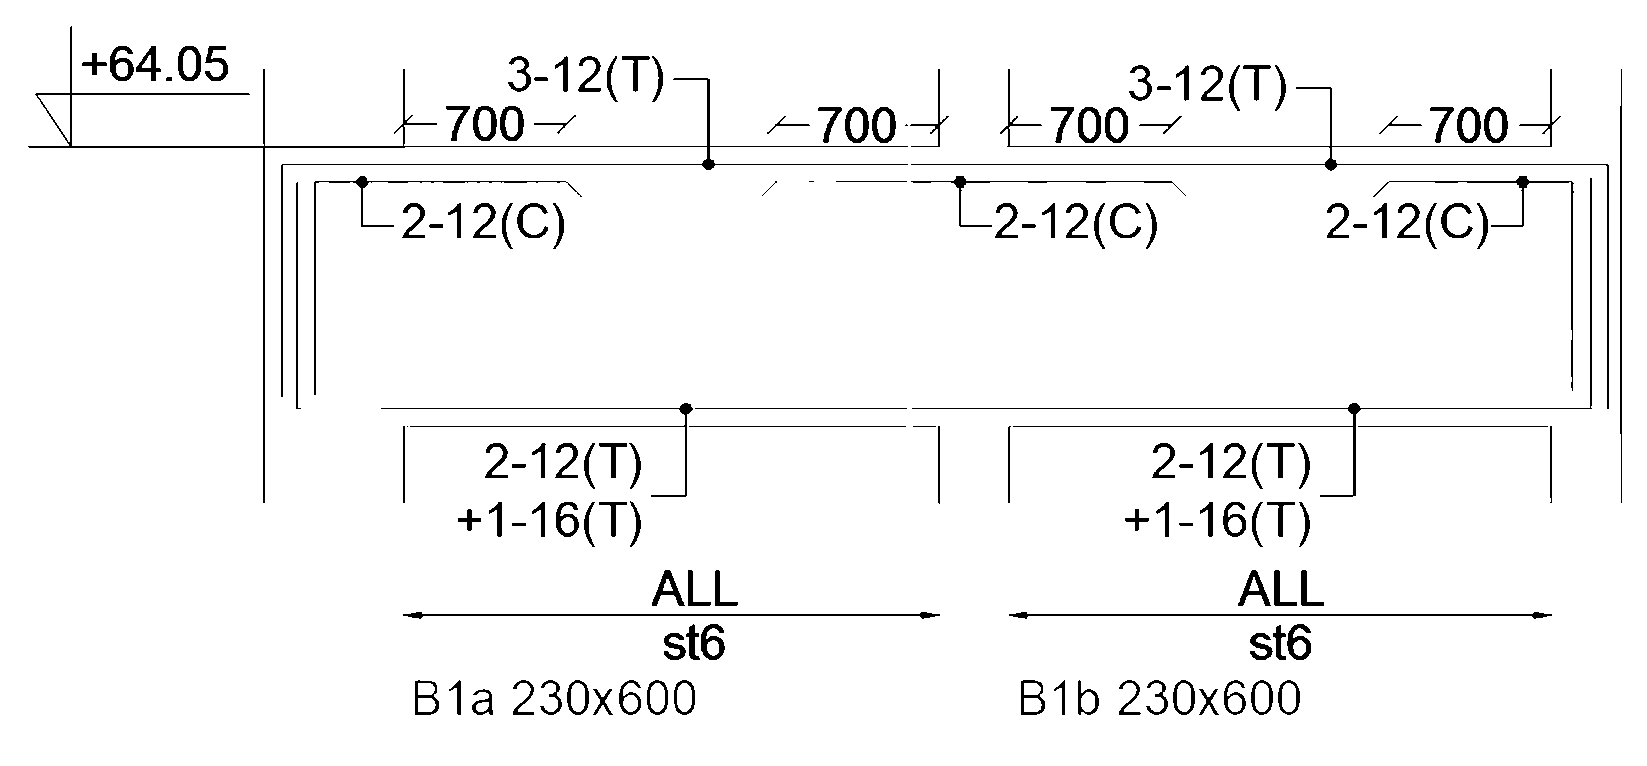 +64.05
3-12(T)
3-12(T)
700
700
700
700
2-12(C)
2-12(C)
2-12(C)
2-12(T)
+1-16(T)
2-12(T)
+1-16(T)
ALL
st6
ALL
st6
B1a 230x600
B1b 230x600